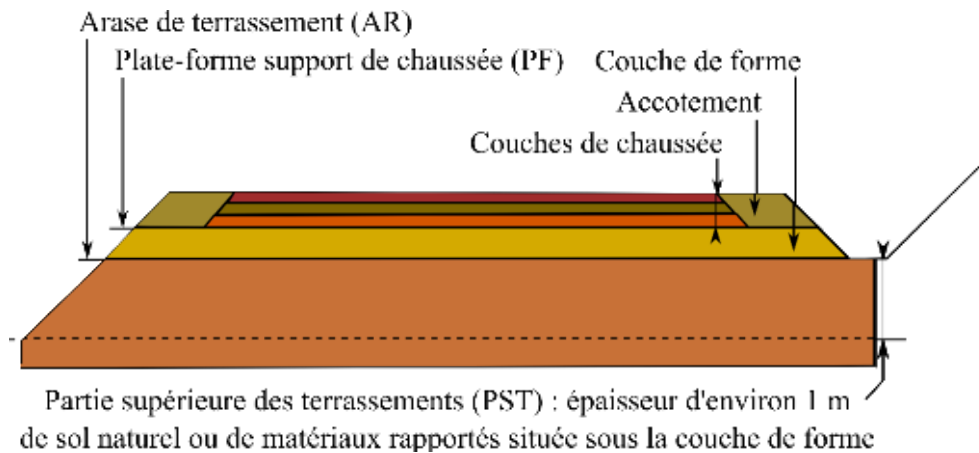 Arase de terrassement (AR)
Plate-forme support de chaussée (PF)
Couche de forme
Accotement
Couches de chaussée
Partie supérieure des terrassements (PST) : épaisseur d'environ 1 m
de sol naturel ou de matériaux rapportés située sous la couche de forme